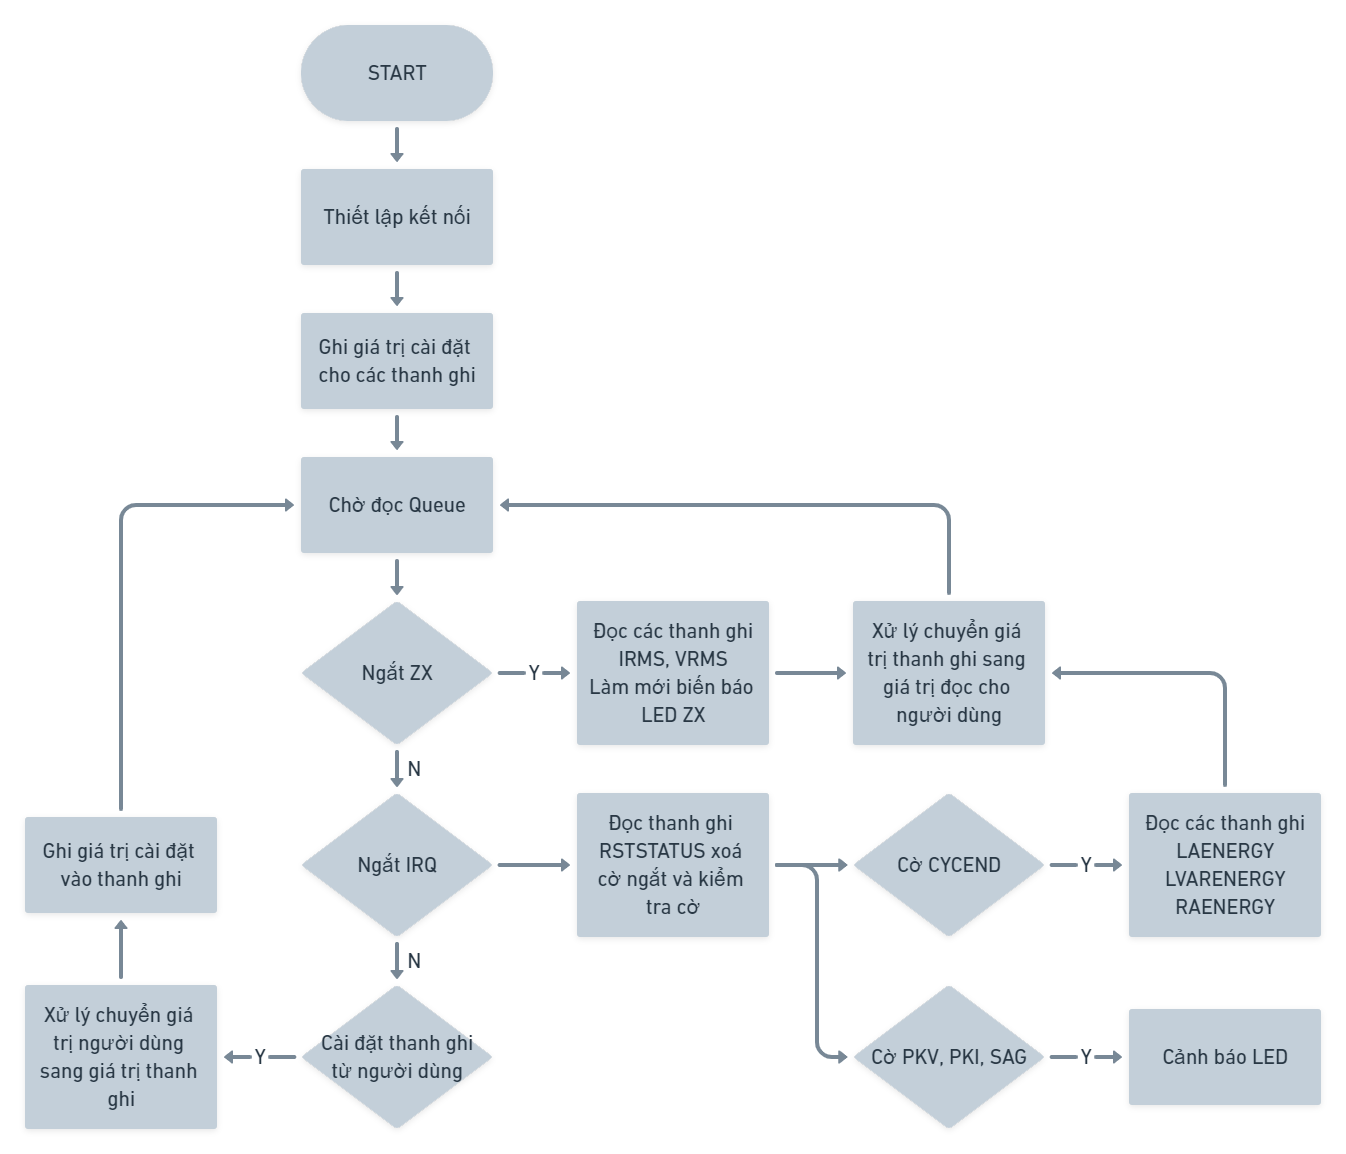 START
Thiết lập kết nối
Ghi giá trị cài đặt
cho các thanh ghi
Chờ đọc Queue
Ngắt ZX
Y
Đọc các thanh ghi
IRMS, VRMS
Làm mới biến báo
LED ZX
Xử lý chuyển giá
trị thanh ghi sang
giá trị đọc cho
người dùng
N
Ngắt IRQ
Đọc thanh ghi
RSTSTATUS xoá
cờ ngắt và kiểm
tra cờ
Cờ CYCEND
Y
Đọc các thanh ghi
LAENERGY
LVARENERGY
RAENERGY
Ghi giá trị cài đặt
vào thanh ghi
N
Xử lý chuyển giá
trị người dùng
sang giá trị thanh
ghi
Y
Cài đặt thanh ghi
từ người dùng
Cờ PKV, PKI, SAG
Y
Cảnh báo LED